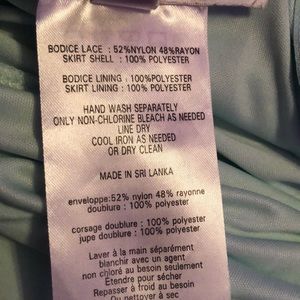 BODICE LACE : 52%NYLON 48%RAYON
SKIRT SHELL : 100% POLYESTER
BODICE LINING : 100%POLYESTER
SKIRT LINING : 100%POLYESTER
HAND WASH SEPARATELY
ONLY NON-CHLORINE BLEACH AS NEEDED
LINE DRY
COOL IRON AS NEEDED
OR DRY CLEAN
MADE IN SRI LANKA
enveloppe:52% nylon 48% rayonne
doublure : 100% polyester
corsage doublure : 100% polyester
jupe doublure : 100% polyester
Laver à la main séparément
blanchir avec un agent
non chloré au besoin seulement
Étendre pour sécher
Repasser à froid au besoin
Ou nettoyer à sec